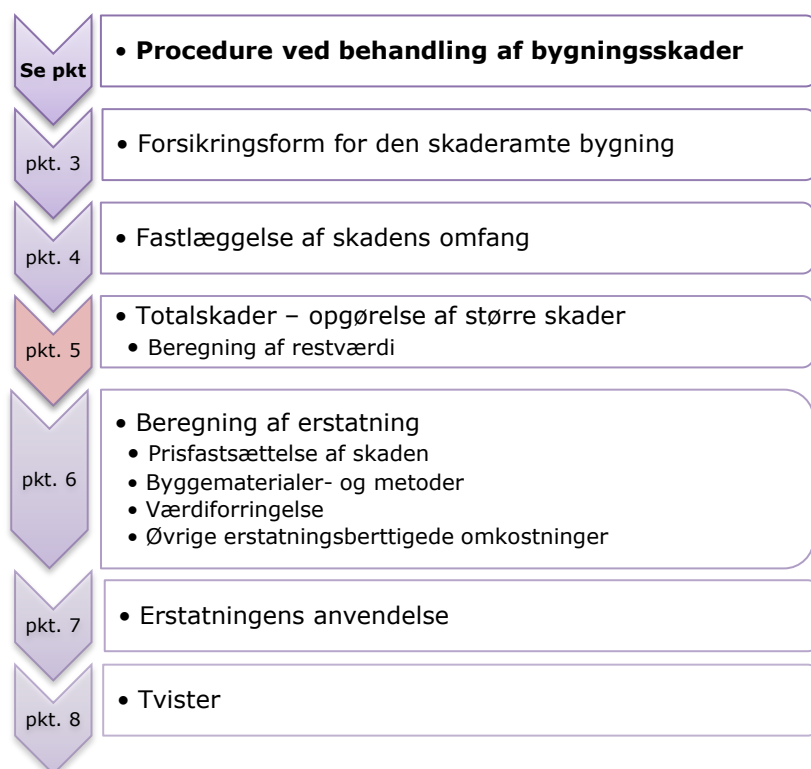 Se pkt
• Procedure ved behandling af bygningsskader
pkt. 3
• Forsikringsform for den skaderamte bygning
pkt. 4
• Fastlæggelse af skadens omfang
pkt. 5
• Totalskader – opgørelse af større skader
• Beregning af restværdi
pkt. 6
• Beregning af erstatning
• Prisfastsættelse af skaden
• Byggematerialer- og metoder
• Værdiforringelse
• Øvrige erstatningsberttigede omkostninger
pkt. 7
• Erstatningens anvendelse
pkt. 8
• Tvister